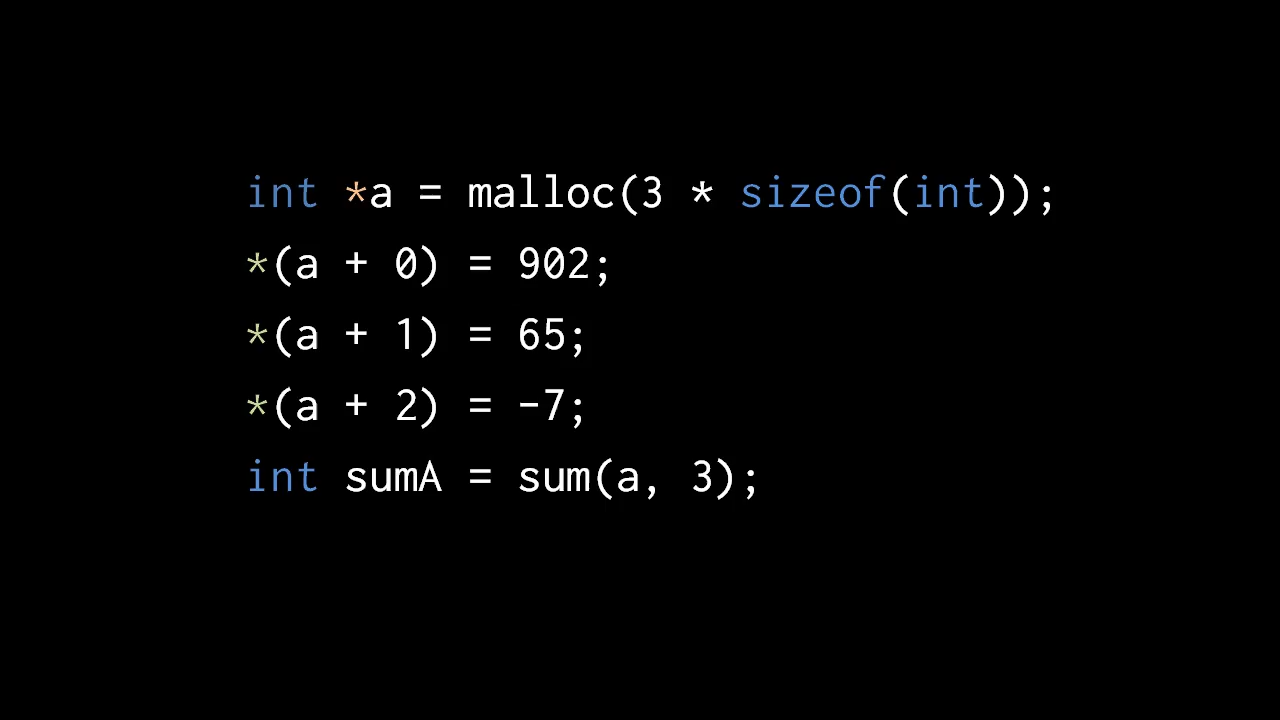 int *a = malloc(3 * sizeof(int));
*(a + 0) = 902;
*(a + 1) = 65;
*(a + 2) = -7;
int sumA = sum(a, 3);